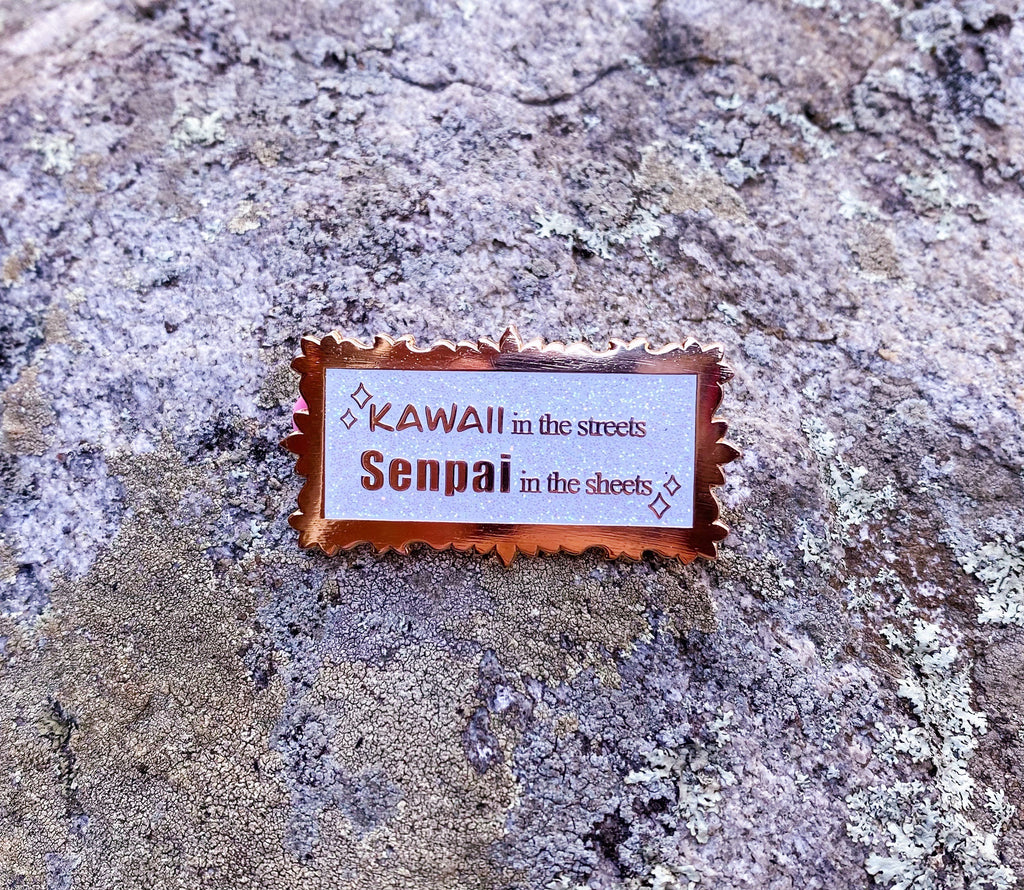 KAWAII in the streets
Senpai in the sheets